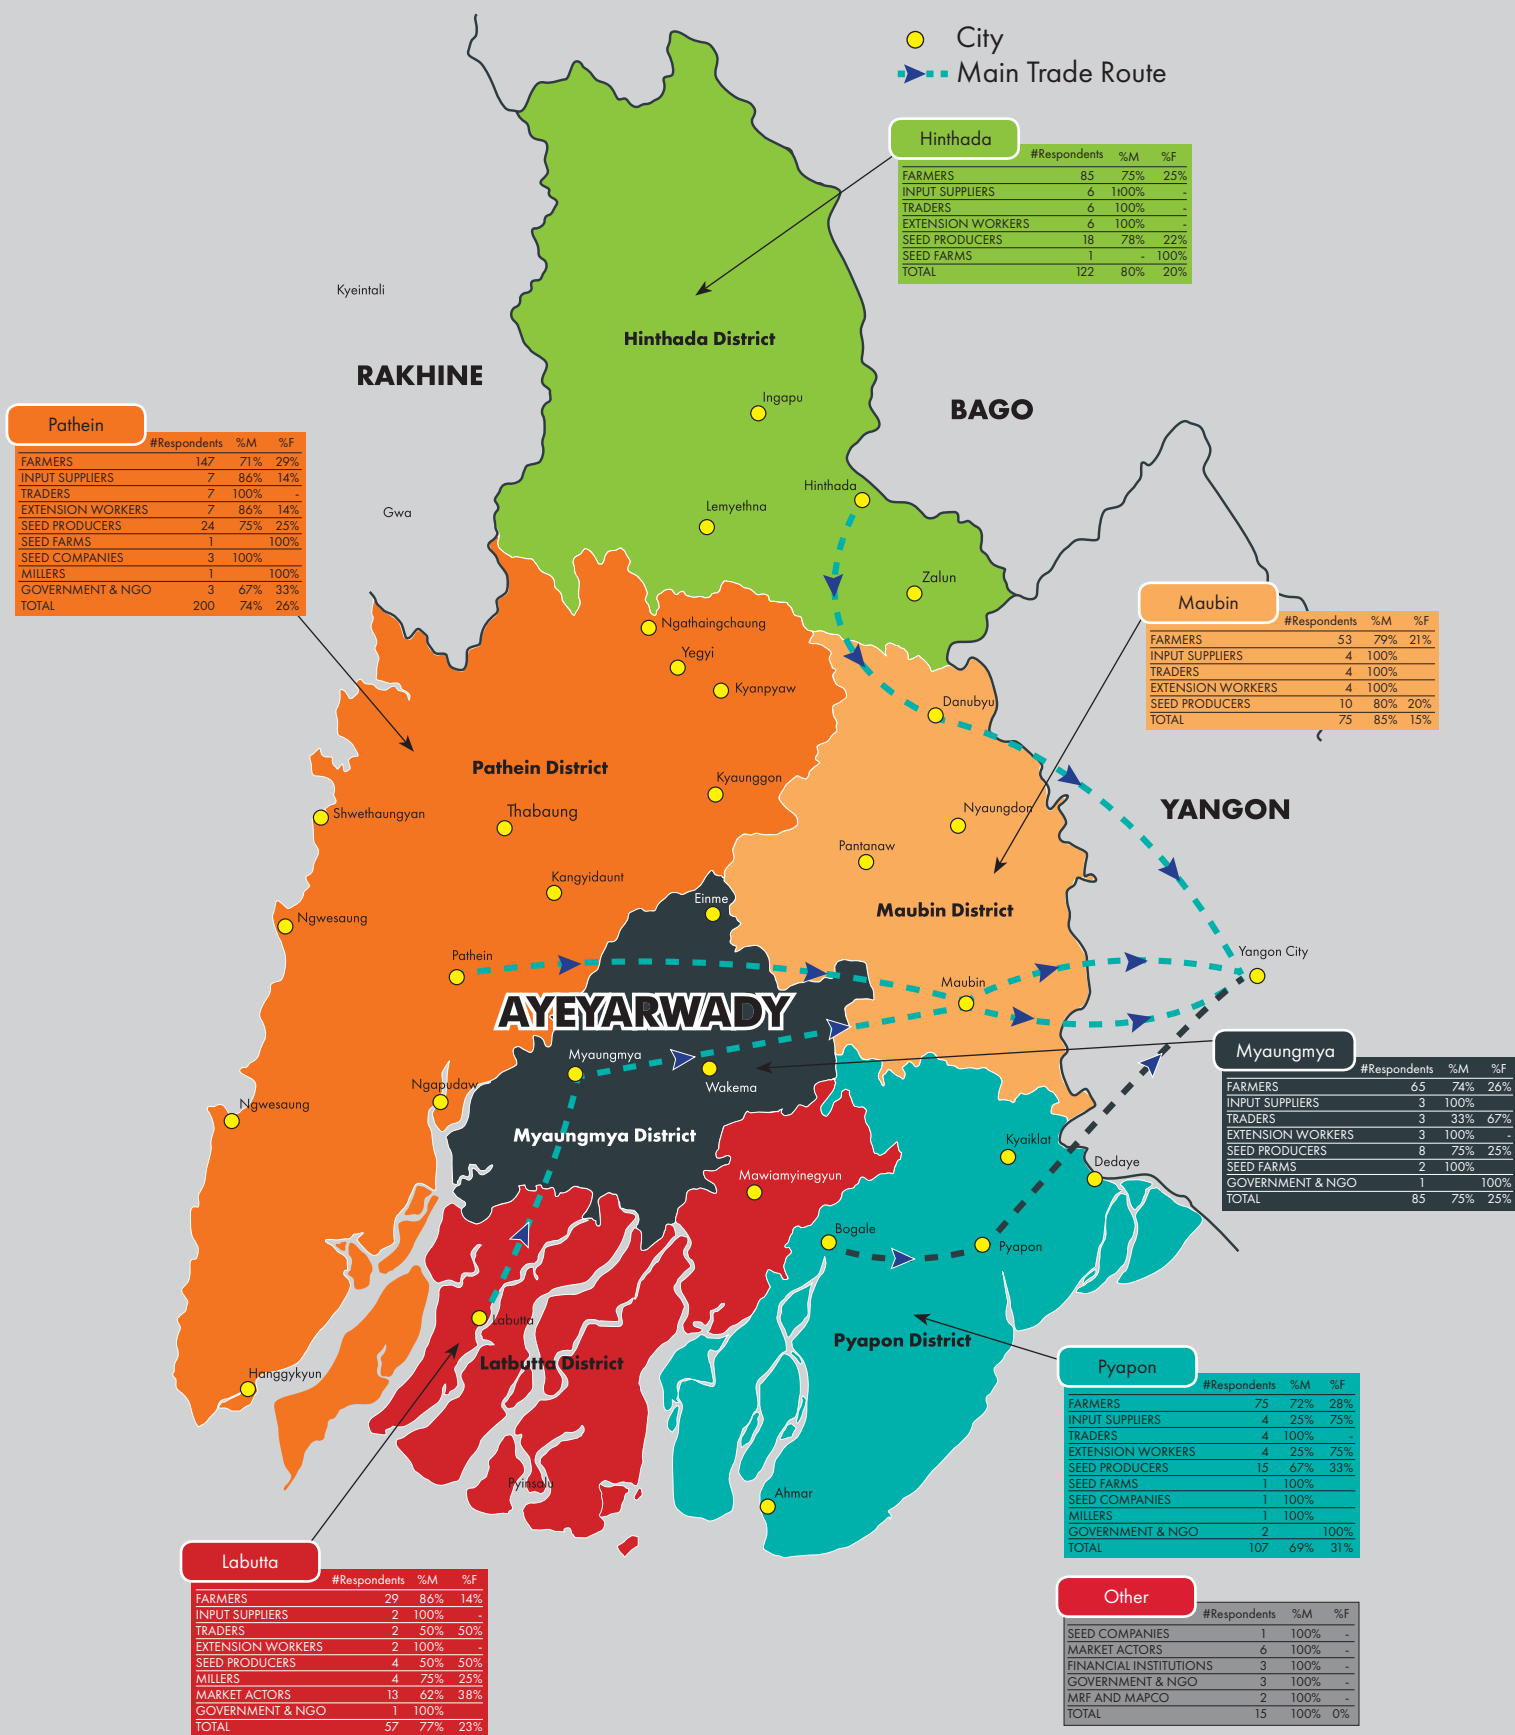 City
Main Trade Route
Hinthada
#Respondents %M %F
FARMERS 85 75% 25%
INPUT SUPPLIERS 6 1t00% -
TRADERS 6 100% -
EXTENSION WORKERS 6 100% -
SEED PRODUCERS 18 78% 22%
SEED FARMS 1 - 100%
TOTAL 122 80% 20%
Kyeintali
Hinthada District
RAKHINE
Ingapu
BAGO
Pathein
#Respondents %M %F
FARMERS 147 71% 29%
INPUT SUPPLIERS 7 86% 14%
TRADERS 7 100% -
EXTENSION WORKERS 7 86% 14%
SEED PRODUCERS 24 75% 25%
SEED FARMS 1 100%
SEED COMPANIES 3 100%
MILLERS 1 100%
GOVERNMENT & NGO 3 67% 33%
TOTAL 200 74% 26%
Hinthada
Lemyethna
Gwa
Zalun
Maubin
#Respondents %M %F
FARMERS 53 79% 21%
INPUT SUPPLIERS 4 100%
TRADERS 4 100%
EXTENSION WORKERS 4 100%
SEED PRODUCERS 10 80% 20%
TOTAL 75 85% 15%
Ngathaingchaung
Yegyi
Kyanpyaw
Danubyu
Pathein District
Kyaunggon
Shwethaungyan
Thabaung
Nyaungdon
YANGON
Pantanaw
Kangyidaunt
Einme
Maubin District
Ngwesaung
Pathein
Yangon City
Maubin
AYEYARWADY
Myaungmya
Wakema
Myaungmya
#Respondents %M %F
FARMERS 65 74% 26%
INPUT SUPPLIERS 3 100%
TRADERS 3 33% 67%
EXTENSION WORKERS 3 100% -
SEED PRODUCERS 8 75% 25%
SEED FARMS 2 100%
GOVERNMENT & NGO 1 100%
TOTAL 85 75% 25%
Ngapudaw
Ngwesaung
Myaungmya District
Kyaiklat
Dedaye
Mawiamyinegyun
Bogale
Pyapon
Labutta
Latbutta District
Pyapon District
Hanggykyun
Pyapon
#Respondents %M %F
FARMERS 75 72% 28%
INPUT SUPPLIERS 4 25% 75%
TRADERS 4 100% -
EXTENSION WORKERS 4 25% 75%
SEED PRODUCERS 15 67% 33%
SEED FARMS 1 100%
SEED COMPANIES 1 100%
MILLERS 1 100%
GOVERNMENT & NGO 2 100%
TOTAL 107 69% 31%
Pyinsalu
Ahmar
Labutta
#Respondents %M %F
FARMERS 29 86% 14%
INPUT SUPPLIERS 2 100% -
TRADERS 2 50% 50%
EXTENSION WORKERS 2 100% -
SEED PRODUCERS 4 50% 50%
MILLERS 4 75% 25%
MARKET ACTORS 13 62% 38%
GOVERNMENT & NGO 1 100%
TOTAL 57 77% 23%
Other
#Respondents %M %F
SEED COMPANIES 1 100% -
MARKET ACTORS 6 100% -
FINANCIAL INSTITUTIONS 3 100% -
GOVERNMENT & NGO 3 100% -
MRF AND MAPCO 2 100% -
TOTAL 15 100% 0%